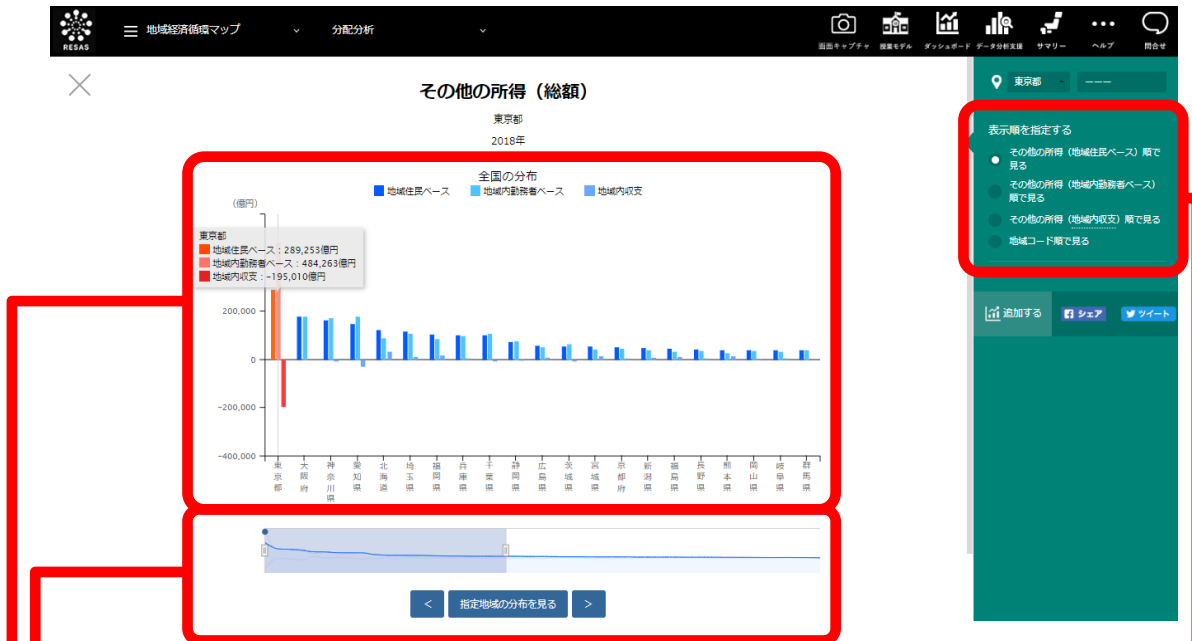 RESAS
地域経済循環マップ
分配分析
画面キャプチャ
授業モデル
ダッシュボード
データ分析支援
サマリー
ヘルプ
問合せ
その他の所得（総額）
東京都
2018年
全国の分布
地域住民ベース 地域内勤務者ベース 地域内収支
（億円）
東京都
地域住民ベース：289,253億円
地域内勤務者ベース：484,263億円
地域内収支：-195,010億円
200,000
0
-200,000
-400,000
東京都
大阪府
神奈川県
愛知県
北海道
埼玉県
福岡県
兵庫県
千葉県
静岡県
広島県
茨城県
宮城県
京都府
新潟県
福島県
長野県
熊本県
岡山県
岐阜県
群馬県
<
指定地域の分布を見る
>
東京都
---
表示順を指定する
その他の所得（地域住民ベース）順で
見る
その他の所得（地域内勤務者ベース）
順で見る
その他の所得（地域内収支）順で見る
地域コード順で見る
追加する
シェア
ツイート